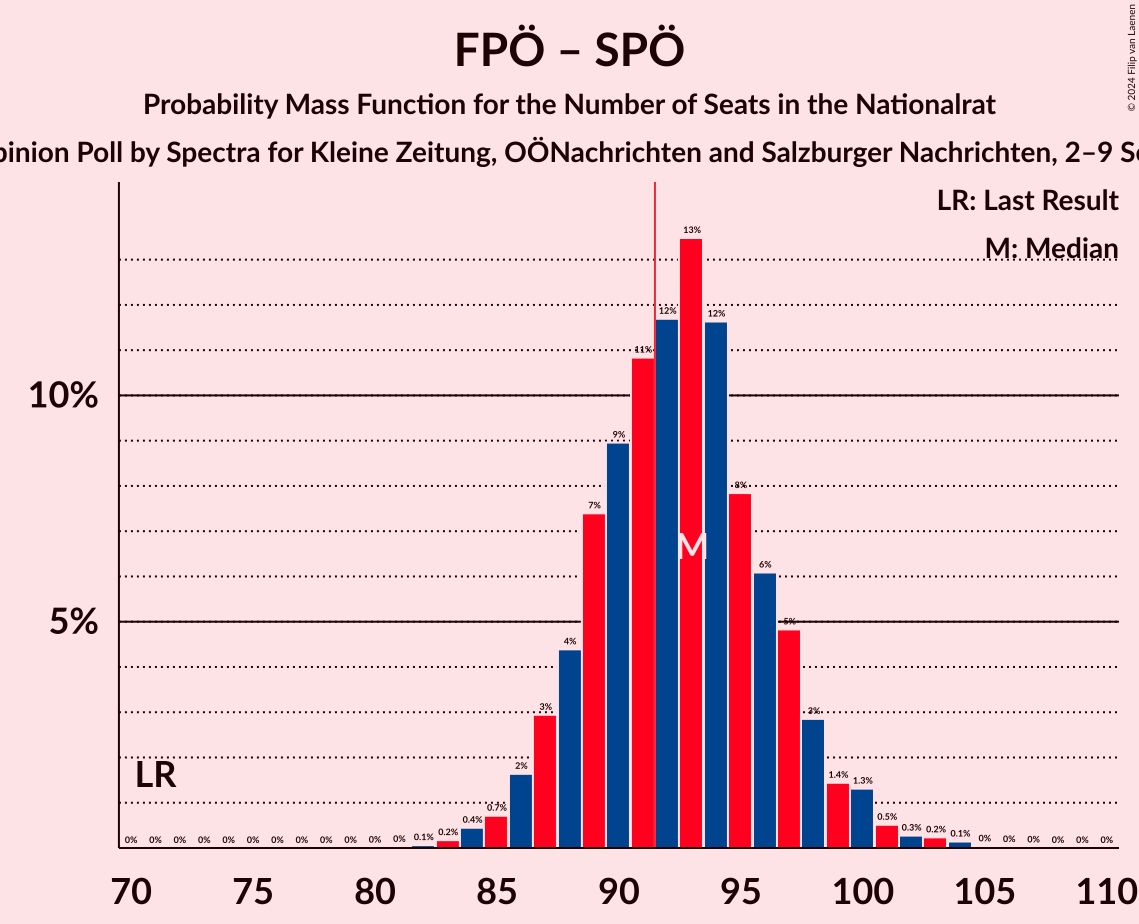 FPÖ – SPÖ
Probability Mass Function for the Number of Seats in the Nationalrat
pinion Poll by Spectra for Kleine Zeitung, OÖNachrichten and Salzburger Nachrichten, 2–9 Se
© 2024 Filip van Laenen
LR: Last Result
M: Median
10%
5%
LR
M
0% 0% 0% 0% 0% 0% 0% 0% 0% 0% 0% 0% 0.1% 0.2% 0.4% 0.7% 2% 3% 4% 7% 9% 11% 12% 13% 12% 8% 6% 5% 3% 1.4% 1.3% 0.5% 0.3% 0.2% 0.1% 0% 0% 0% 0% 0% 0%
70 75 80 85 90 95 100 105 110